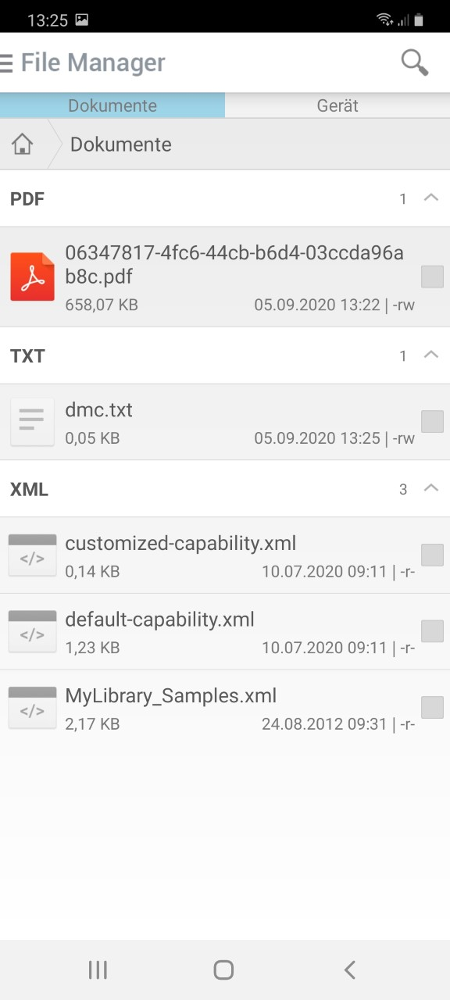 13:25
File Manager
Dokumente
Gerät
Dokumente
PDF 1
06347817-4fc6-44cb-b6d4-03ccda96a
b8c.pdf
658,07 KB 05.09.2020 13:22 | -rw
TXT 1
dmc.txt
0,05 KB 05.09.2020 13:25 | -rw
XML 3
</>
customized-capability.xml
0,14 KB 10.07.2020 09:11 | -r-
</>
default-capability.xml
1,23 KB 10.07.2020 09:11 | -r-
</>
MyLibrary_Samples.xml
2,17 KB 24.08.2012 09:31 | -r-